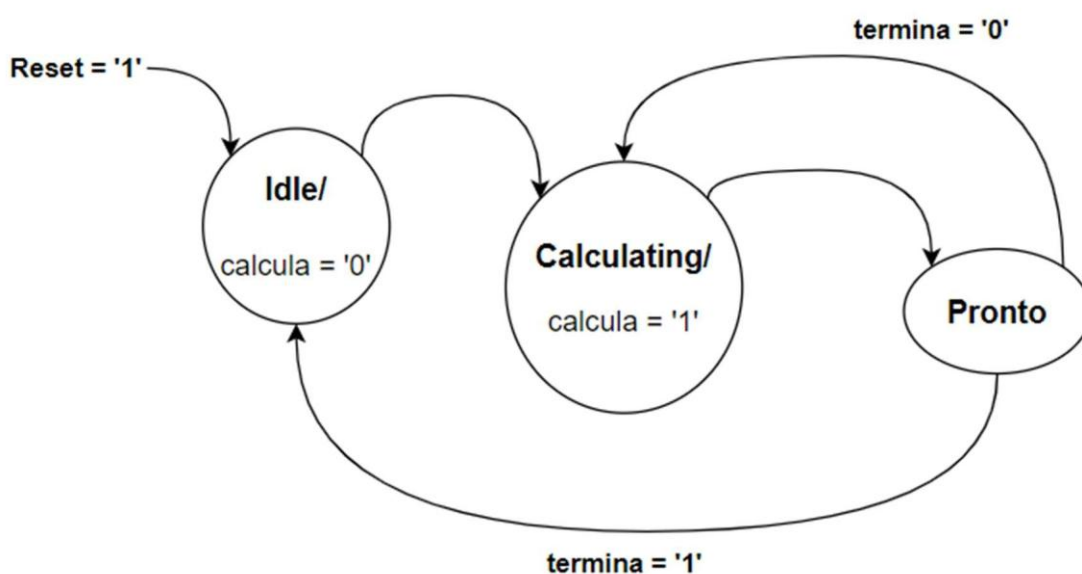 termina = '0'
Reset = '1'
Idle/
calcula = '0'
Calculating/
calcula = '1'
Pronto
termina = '1'